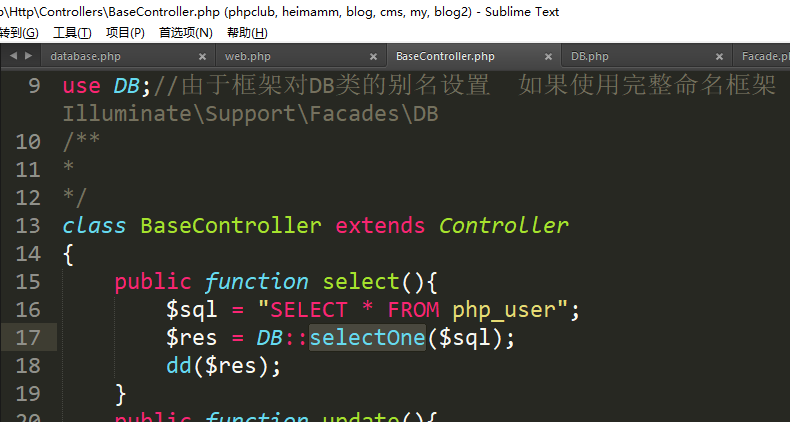 o\Http\Controllers\BaseController.php (phpclub, heimamm, blog, cms, my, blog2) - Sublime Text
转到(G) 工具(T) 项目(P) 首选项(N) 帮助(H)
database.php × web.php × BaseController.php × DB.php × Facade.ph
9 use DB;//由于框架对DB类的别名设置 如果使用完整命名框架
Illuminate\Support\Facades\DB
10 /**
11 *
12 */
13 class BaseController extends Controller
14 {
15 public function select(){
16 $sql = "SELECT * FROM php_user";
17 $res = DB::selectOne($sql);
18 dd($res);
19 }
20 public function update(){